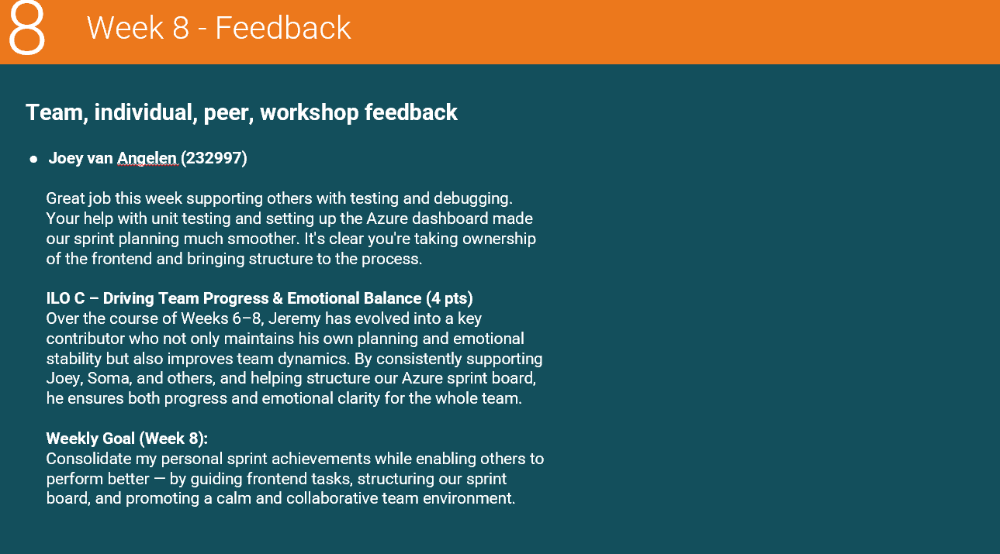 8
Week 8 - Feedback
Team, individual, peer, workshop feedback
● Joey van Angelen (232997)
Great job this week supporting others with testing and debugging.
Your help with unit testing and setting up the Azure dashboard made
our sprint planning much smoother. It's clear you're taking ownership
of the frontend and bringing structure to the process.
ILO C – Driving Team Progress & Emotional Balance (4 pts)
Over the course of Weeks 6–8, Jeremy has evolved into a key
contributor who not only maintains his own planning and emotional
stability but also improves team dynamics. By consistently supporting
Joey, Soma, and others, and helping structure our Azure sprint board,
he ensures both progress and emotional clarity for the whole team.
Weekly Goal (Week 8):
Consolidate my personal sprint achievements while enabling others to
perform better — by guiding frontend tasks, structuring our sprint
board, and promoting a calm and collaborative team environment.